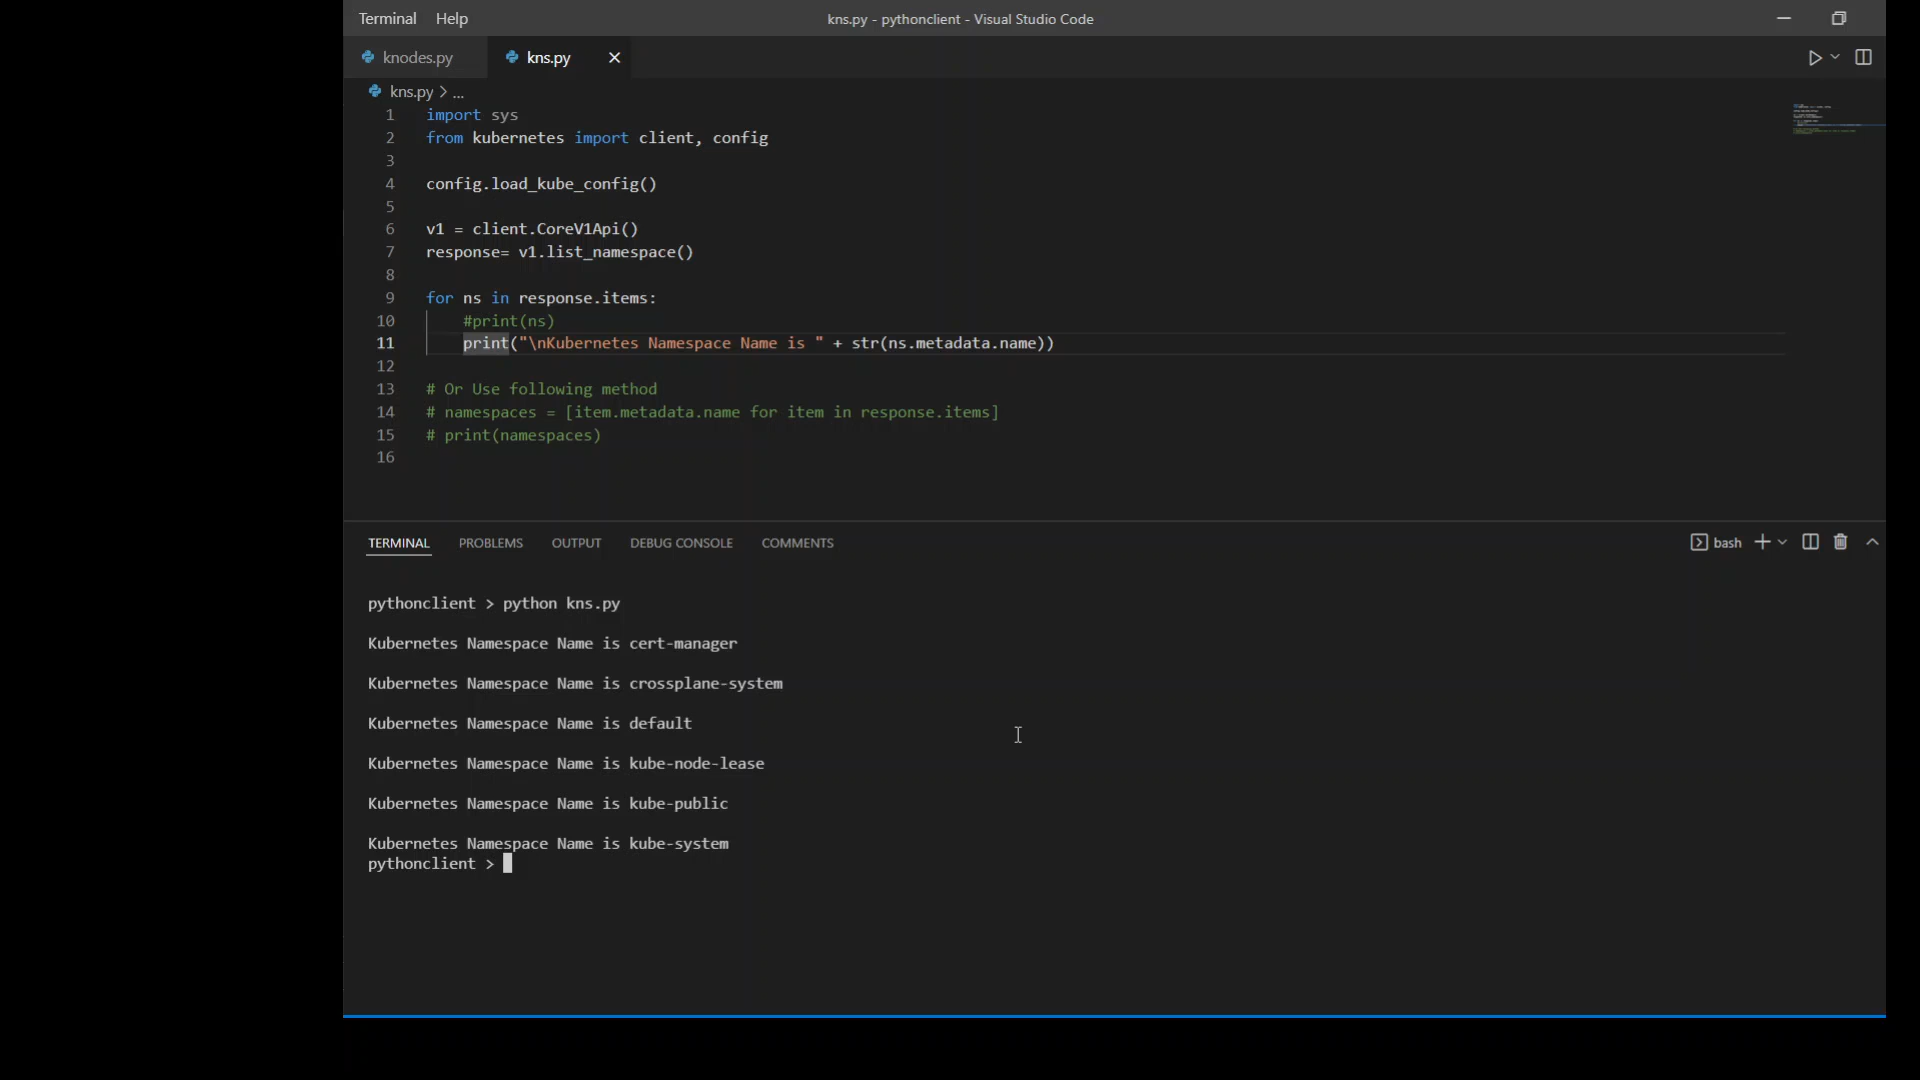 Terminal Help kns.py - pythonclient - Visual Studio Code
knodes.py kns.py
kns.py > ...
1 import sys
2 from kubernetes import client, config
3
4 config.load_kube_config()
5
6 v1 = client.CoreV1Api()
7 response= v1.list_namespace()
8
9 for ns in response.items:
10 #print(ns)
11 print("\nKubernetes Namespace Name is " + str(ns.metadata.name))
12
13 # Or Use following method
14 # namespaces = [item.metadata.name for item in response.items]
15 # print(namespaces)
16
TERMINAL PROBLEMS OUTPUT DEBUG CONSOLE COMMENTS bash
pythonclient > python kns.py
Kubernetes Namespace Name is cert-manager
Kubernetes Namespace Name is crossplane-system
Kubernetes Namespace Name is default
Kubernetes Namespace Name is kube-node-lease
Kubernetes Namespace Name is kube-public
Kubernetes Namespace Name is kube-system
pythonclient >